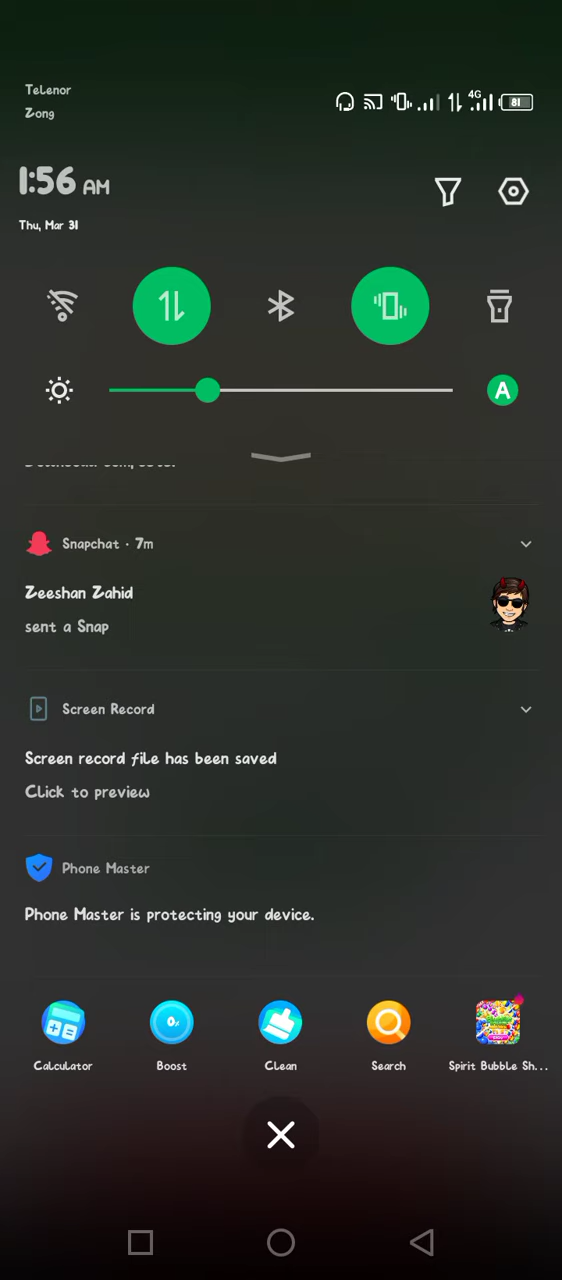 Telenor
Zong
4G
81
1:56 AM
Thu, Mar 31
A
Snapchat · 7m
Zeeshan Zahid
sent a Snap
Screen Record
Screen record file has been saved
Click to preview
Phone Master
Phone Master is protecting your device.
Calculator
Boost
Clean
Search
Spirit Bubble Sh...